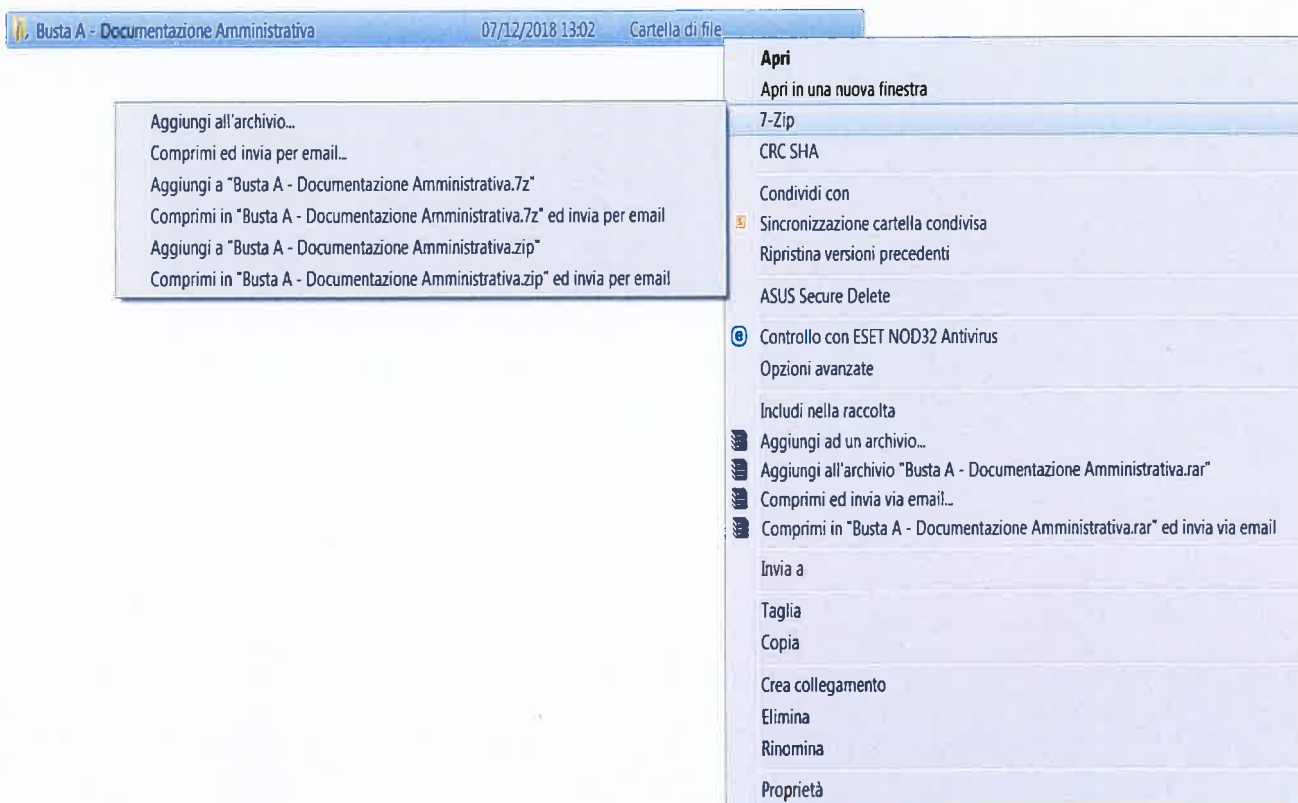 Busta A - Documentazione Amministrativa 07/12/2018 13:02 Cartella di file
Aggiungi all'archivio...
Comprimi ed invia per email...
Aggiungi a "Busta A - Documentazione Amministrativa.7z"
Comprimi in "Busta A - Documentazione Amministrativa.7z" ed invia per email
Aggiungi a "Busta A - Documentazione Amministrativa.zip"
Comprimi in "Busta A - Documentazione Amministrativa.zip" ed invia per email
Apri
Apri in una nuova finestra
7-Zip
CRC SHA
Condividi con
Sincronizzazione cartella condivisa
Ripristina versioni precedenti
ASUS Secure Delete
Controllo con ESET NOD32 Antivirus
Opzioni avanzate
Includi nella raccolta
Aggiungi ad un archivio...
Aggiungi all'archivio "Busta A - Documentazione Amministrativa.rar"
Comprimi ed invia via email...
Comprimi in "Busta A - Documentazione Amministrativa.rar" ed invia via email
Invia a
Taglia
Copia
Crea collegamento
Elimina
Rinomina
Proprietà